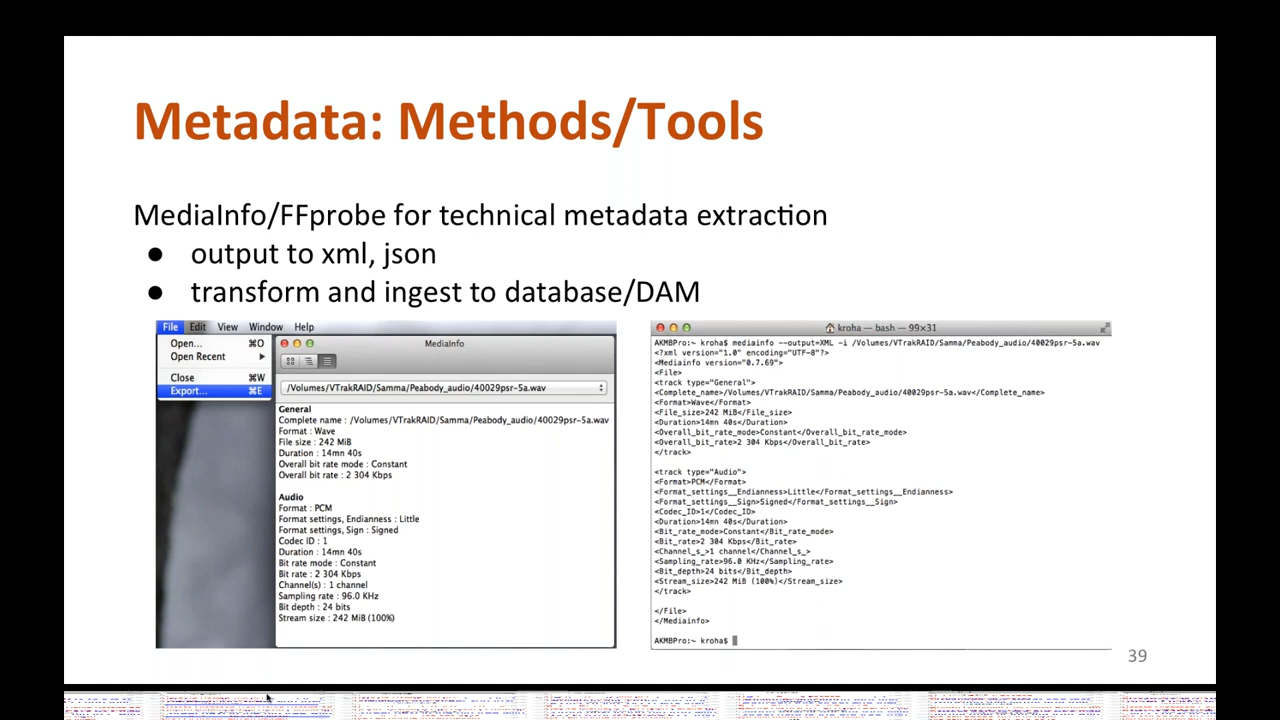 Metadata: Methods/Tools
MediaInfo/FFprobe for technical metadata extraction
● output to xml, json
● transform and ingest to database/DAM
File Edit View Window Help
Open... ⌘O
Open Recent ▶
Close ⌘W
Export... ⌘E
MediaInfo
/Volumes/VTrakRAID/Samma/Peabody_audio/40029psr-5a.wav
General
Complete name : /Volumes/VTrakRAID/Samma/Peabody_audio/40029psr-5a.wav
Format : Wave
File size : 242 MiB
Duration : 14mn 40s
Overall bit rate mode : Constant
Overall bit rate : 2 304 Kbps
Audio
Format : PCM
Format settings, Endianness : Little
Format settings, Sign : Signed
Codec ID : 1
Duration : 14mn 40s
Bit rate mode : Constant
Bit rate : 2 304 Kbps
Channel(s) : 1 channel
Sampling rate : 96.0 KHz
Bit depth : 24 bits
Stream size : 242 MiB (100%)
kroha — bash — 99×31
AKMBPro:~ kroha$ mediainfo --output=XML -i /Volumes/VTrakRAID/Samma/Peabody_audio/40029psr-5a.wav
<?xml version="1.0" encoding="UTF-8"?>
<Mediainfo version="0.7.69">
<File>
<track type="General">
<Complete_name>/Volumes/VTrakRAID/Samma/Peabody_audio/40029psr-5a.wav</Complete_name>
<Format>Wave</Format>
<File_size>242 MiB</File_size>
<Duration>14mn 40s</Duration>
<Overall_bit_rate_mode>Constant</Overall_bit_rate_mode>
<Overall_bit_rate>2 304 Kbps</Overall_bit_rate>
</track>
<track type="Audio">
<Format>PCM</Format>
<Format_settings__Endianness>Little</Format_settings__Endianness>
<Format_settings__Sign>Signed</Format_settings__Sign>
<Codec_ID>1</Codec_ID>
<Duration>14mn 40s</Duration>
<Bit_rate_mode>Constant</Bit_rate_mode>
<Bit_rate>2 304 Kbps</Bit_rate>
<Channel_s_>1 channel</Channel_s_>
<Sampling_rate>96.0 KHz</Sampling_rate>
<Bit_depth>24 bits</Bit_depth>
<Stream_size>242 MiB (100%)</Stream_size>
</track>
</File>
</Mediainfo>
AKMBPro:~ kroha$
39